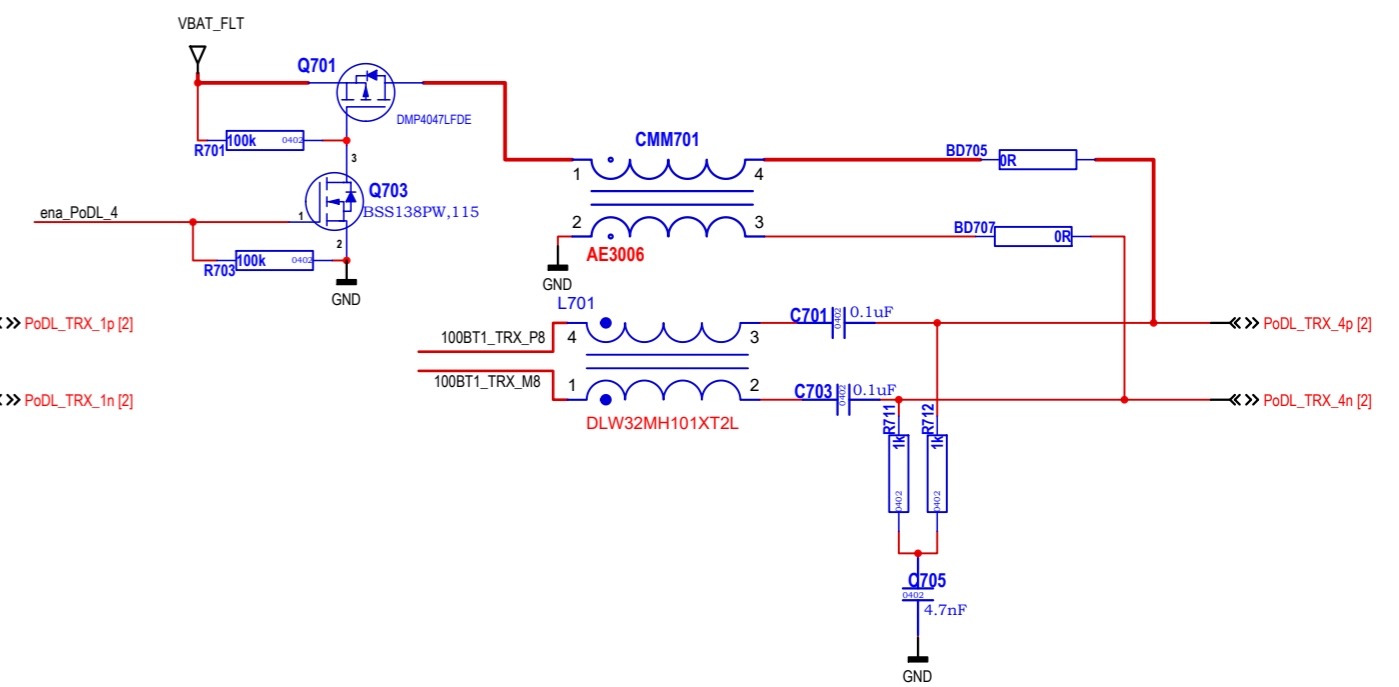 VBAT_FLT
Q701
DMP4047LFDE
100k 0402
R701
3
Q703
BSS138PW,115
ena_PoDL_4
1
2
100k 0402
R703
GND
CMM701
1 4
2 3
AE3006
GND
BD705
0R
BD707
0R
PoDL_TRX_1p [2]
PoDL_TRX_1n [2]
L701
100BT1_TRX_P8
4 3
100BT1_TRX_M8
1 2
DLW32MH101XT2L
C701 0402 0.1uF
C703 0402 0.1uF
PoDL_TRX_4p [2]
PoDL_TRX_4n [2]
R711 1k 0402
R712 1k 0402
C705
0402
4.7nF
GND